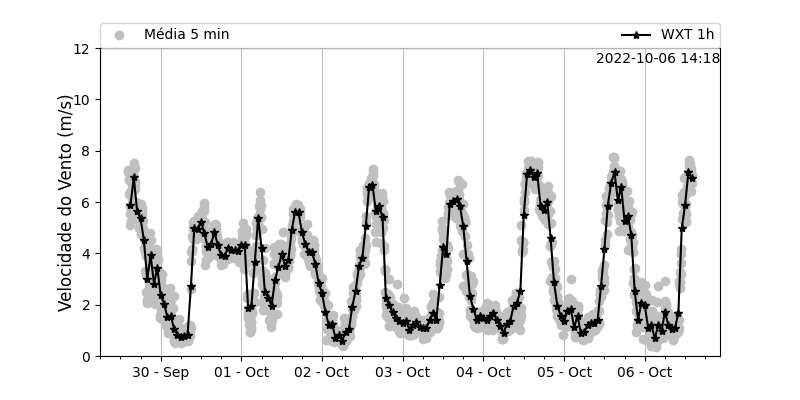 Média 5 min
WXT 1h
2022-10-06 14:18
Velocidade do Vento (m/s)
12
10
8
6
4
2
0
30 - Sep
01 - Oct
02 - Oct
03 - Oct
04 - Oct
05 - Oct
06 - Oct